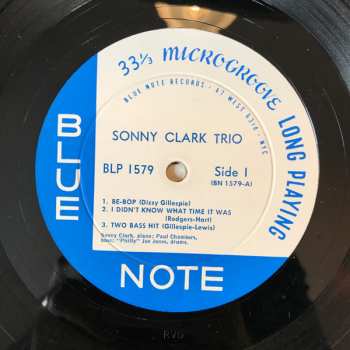 33⅓ MICROGROOVE LONG PLAYING
BLUE NOTE RECORDS • 47 WEST 63rd • NYC
BLUE
NOTE
SONNY CLARK TRIO
BLP 1579 Side 1
(BN 1579-A)
1. BE-BOP (Dizzy Gillespie)
2. I DIDN'T KNOW WHAT TIME IT WAS
(Rodgers-Hart)
3. TWO BASS HIT (Gillespie-Lewis)
Sonny Clark, piano; Paul Chambers,
bass; "Philly" Joe Jones, drums.
RVG